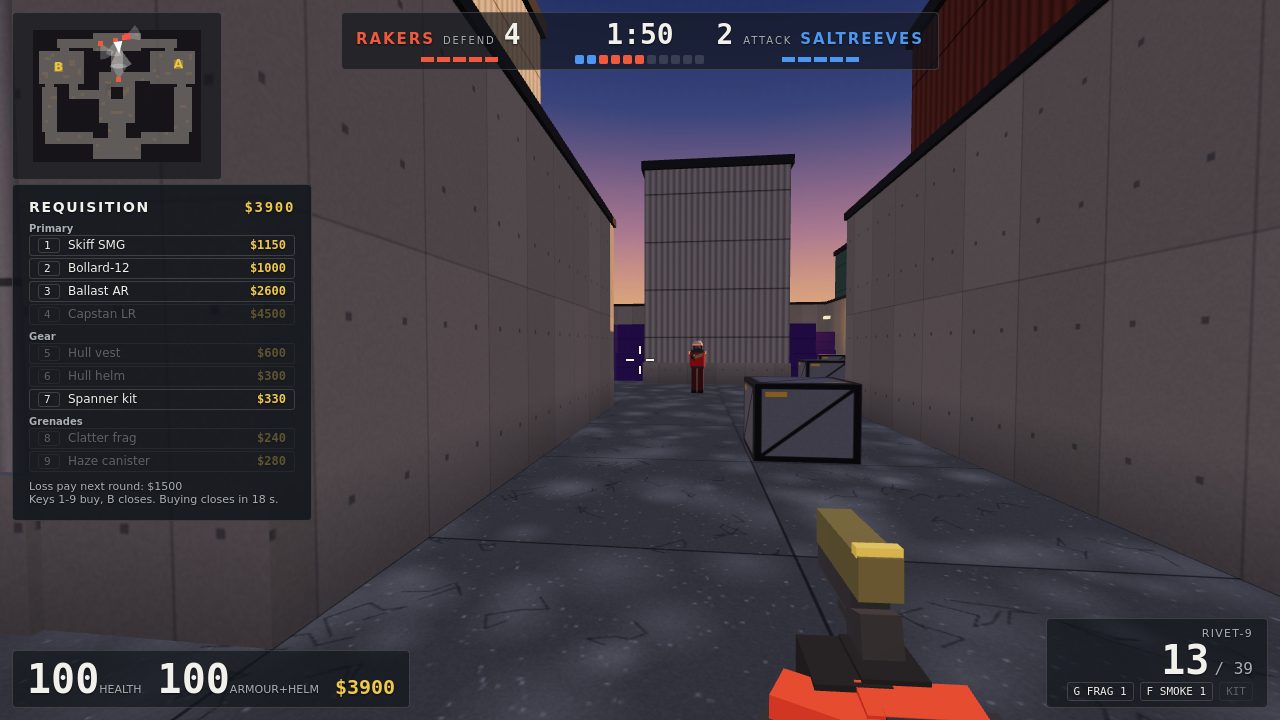 RAKERS DEFEND 4 1:50 2 ATTACK SALTREEVES
B A
REQUISITION $3900
Primary
1 Skiff SMG $1150
2 Bollard-12 $1000
3 Ballast AR $2600
4 Capstan LR $4500
Gear
5 Hull vest $600
6 Hull helm $300
7 Spanner kit $330
Grenades
8 Clatter frag $240
9 Haze canister $280
Loss pay next round: $1500
Keys 1-9 buy, B closes. Buying closes in 18 s.
100 HEALTH 100 ARMOUR+HELM $3900
RIVET-9
13 / 39
G FRAG 1 F SMOKE 1 KIT